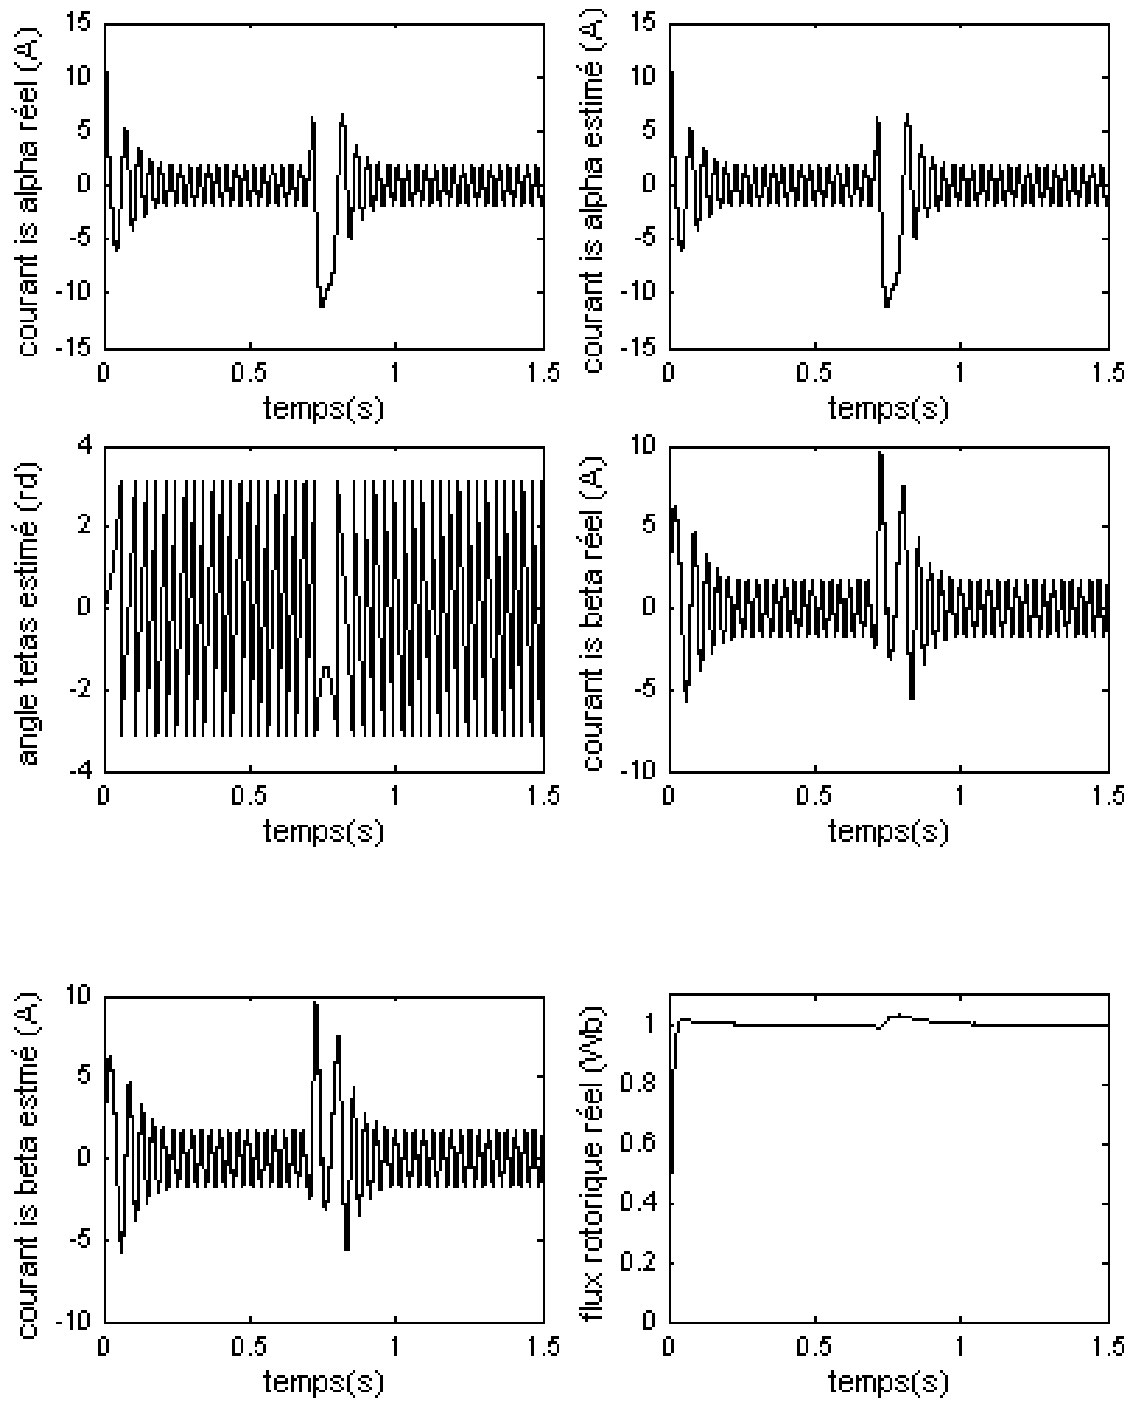 courant is alpha réel (A)
15
10
5
0
-5
-10
-15
0 0.5 1 1.5
temps(s)
courant is alpha estimé (A)
15
10
5
0
-5
-10
-15
0 0.5 1 1.5
temps(s)
angle tetas estimé (rd)
4
2
0
-2
-4
0 0.5 1 1.5
temps(s)
courant is beta réel (A)
10
5
0
-5
-10
0 0.5 1 1.5
temps(s)
courant is beta estmé (A)
10
5
0
-5
-10
0 0.5 1 1.5
temps(s)
flux rotorique réel (Wb)
1
0.8
0.6
0.4
0.2
0
0 0.5 1 1.5
temps(s)